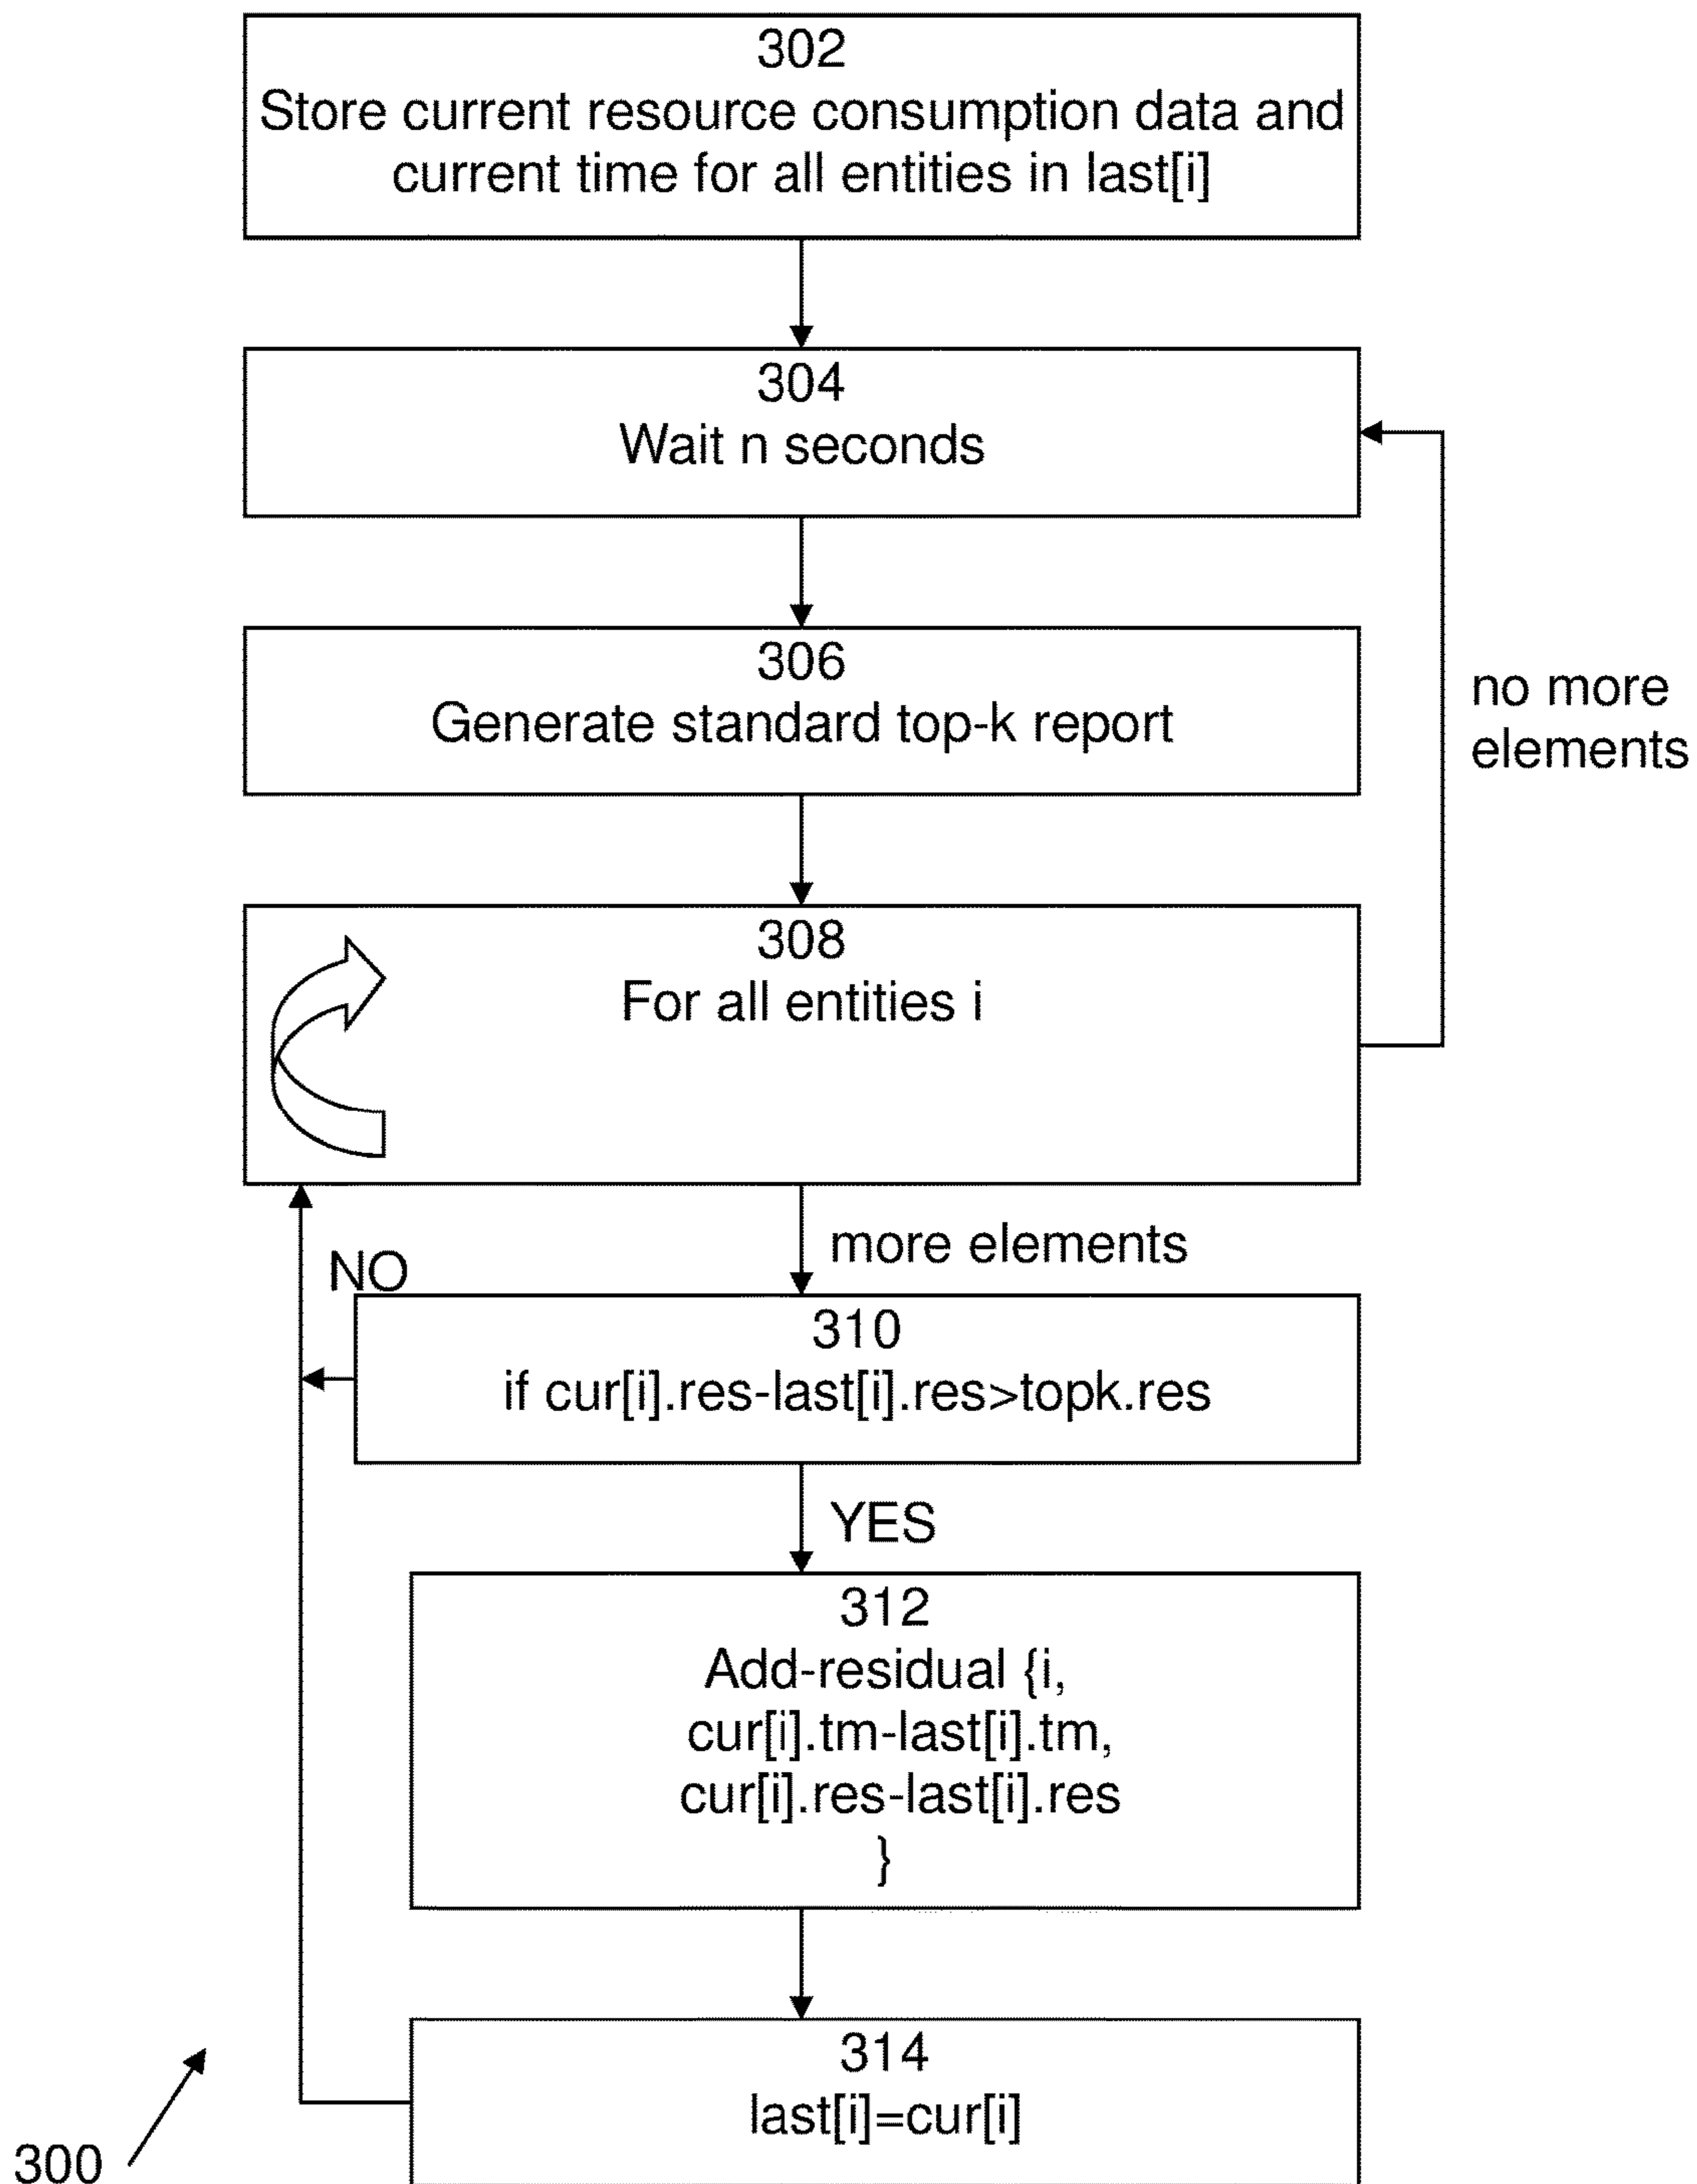 302
Store current resource consumption data and
current time for all entities in last[i]
304
Wait n seconds
306
Generate standard top-k report
no more
elements
308
For all entities i
more elements
NO
310
if cur[i].res-last[i].res>topk.res
YES
312
Add-residual {i,
cur[i].tm-last[i].tm,
cur[i].res-last[i].res
}
314
last[i]=cur[i]
300